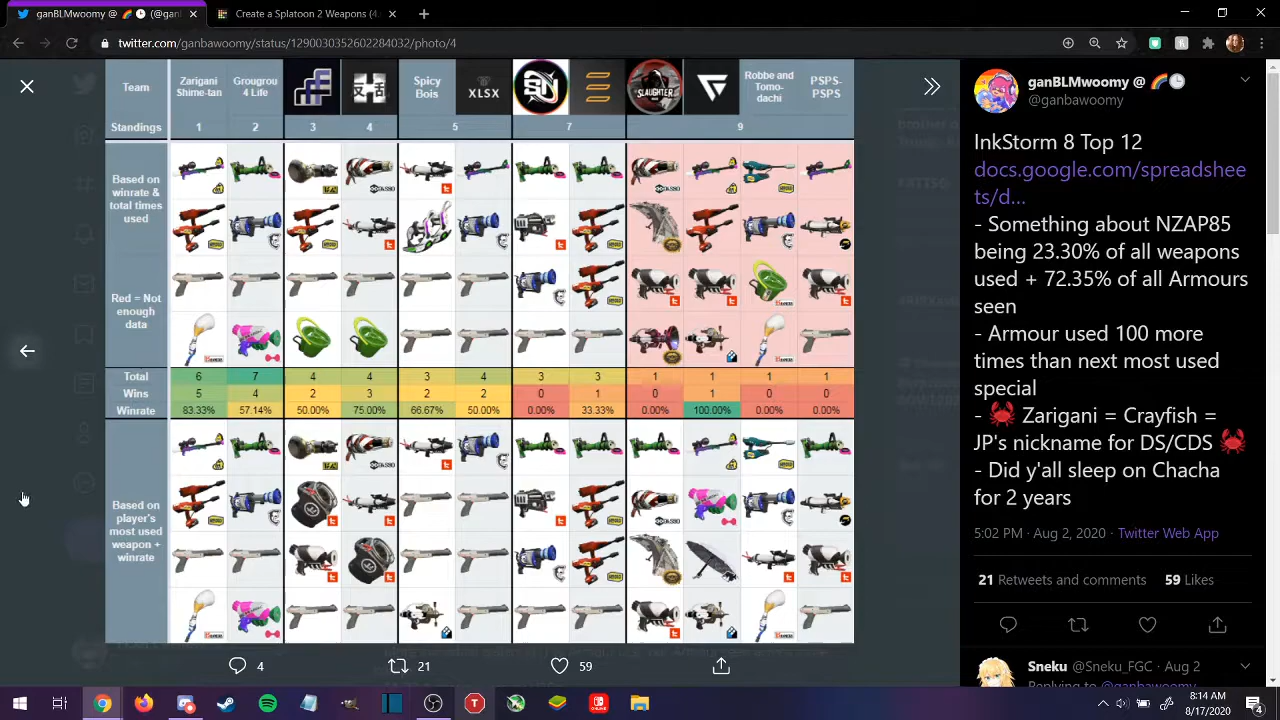 ganBLMwoomy @ 🌈🕒 (@gan
Create a Splatoon 2 Weapons (4.
twitter.com/ganbawoomy/status/1290030352602284032/photo/4
Team
Zarigani Shime-tan
Grougrou 4 Life
Spicy Bois
XLSX
SN
SLAUGHTER
Robbe and Tomo-dachi
PSPS-PSPS
Standings
1 2 3 4 5 7 9
Based on winrate & total times used
Red = Not enough data
Total 6 7 4 4 3 4 3 3 1 1 1 1
Wins 5 4 2 3 2 2 0 1 0 1 0 0
Winrate 83.33% 57.14% 50.00% 75.00% 66.67% 50.00% 0.00% 33.33% 0.00% 100.00% 0.00% 0.00%
Based on player's most used weapon + winrate
4
21
59
ganBLMwoomy @ 🌈🕒
@ganbawoomy
InkStorm 8 Top 12
docs.google.com/spreadshee
ts/d...
- Something about NZAP85
being 23.30% of all weapons
used + 72.35% of all Armours
seen
- Armour used 100 more
times than next most used
special
- 🦀 Zarigani = Crayfish =
JP's nickname for DS/CDS 🦀
- Did y'all sleep on Chacha
for 2 years
5:02 PM · Aug 2, 2020 · Twitter Web App
21 Retweets and comments 59 Likes
Sneku @Sneku_FGC · Aug 2
Replying to @ganbawoomy
8:14 AM
8/17/2020